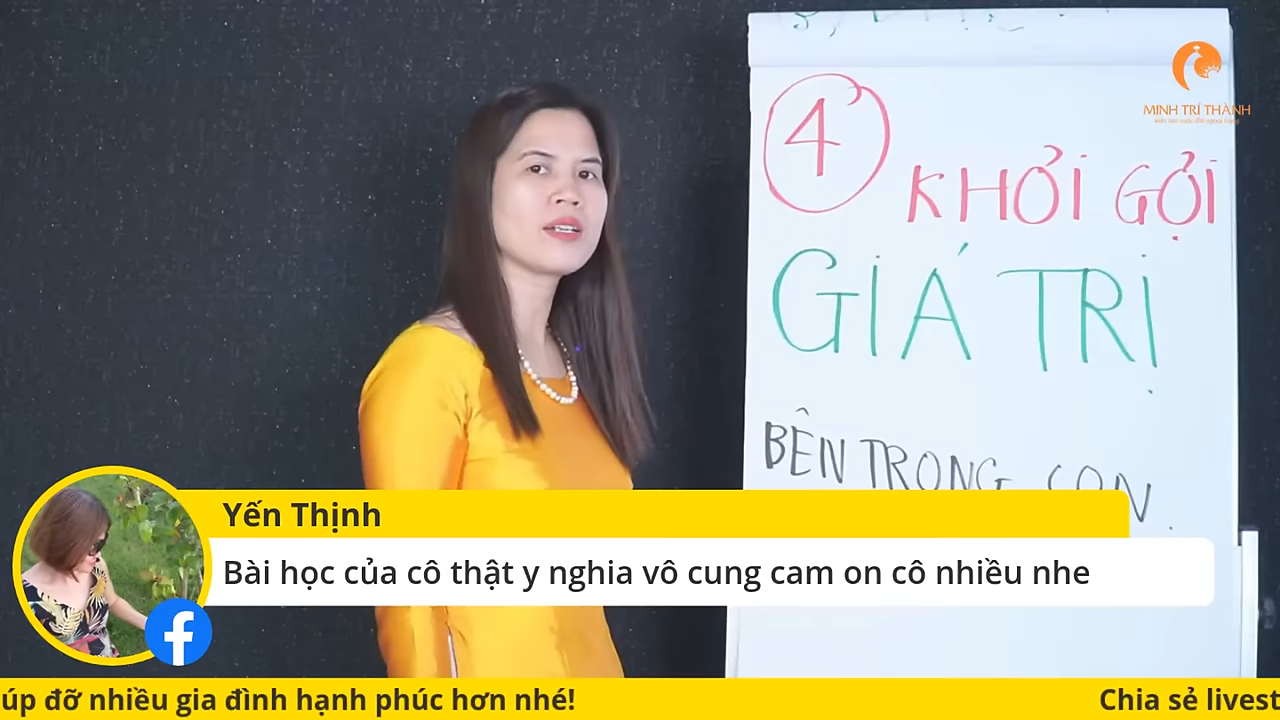 4
KHỞI GỢI
GIÁ TRỊ
BÊN TRONG CON.
MINH TRÍ THÀNH
Yến Thịnh
Bài học của cô thật y nghia vô cung cam on cô nhiều nhe
úp đỡ nhiều gia đình hạnh phúc hơn nhé!
Chia sẻ livest